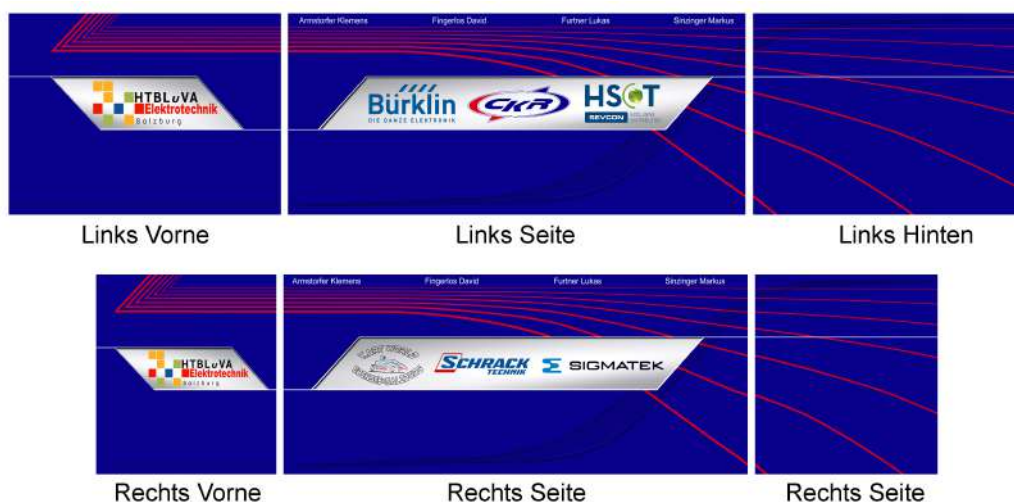 Armstorfer Klemens Fingerlos David Furtner Lukas Sinzinger Markus
HTBLuVA
Elektrotechnik
Salzburg
Bürklin
DIE GANZE ELEKTRONIK
CKR
HSOT
SEVCON
Links Vorne Links Seite Links Hinten
Armstorfer Klemens Fingerlos David Furtner Lukas Sinzinger Markus
HTBLuVA
Elektrotechnik
Salzburg
SCHRACK
TECHNIK
SIGMATEK
Rechts Vorne Rechts Seite Rechts Seite